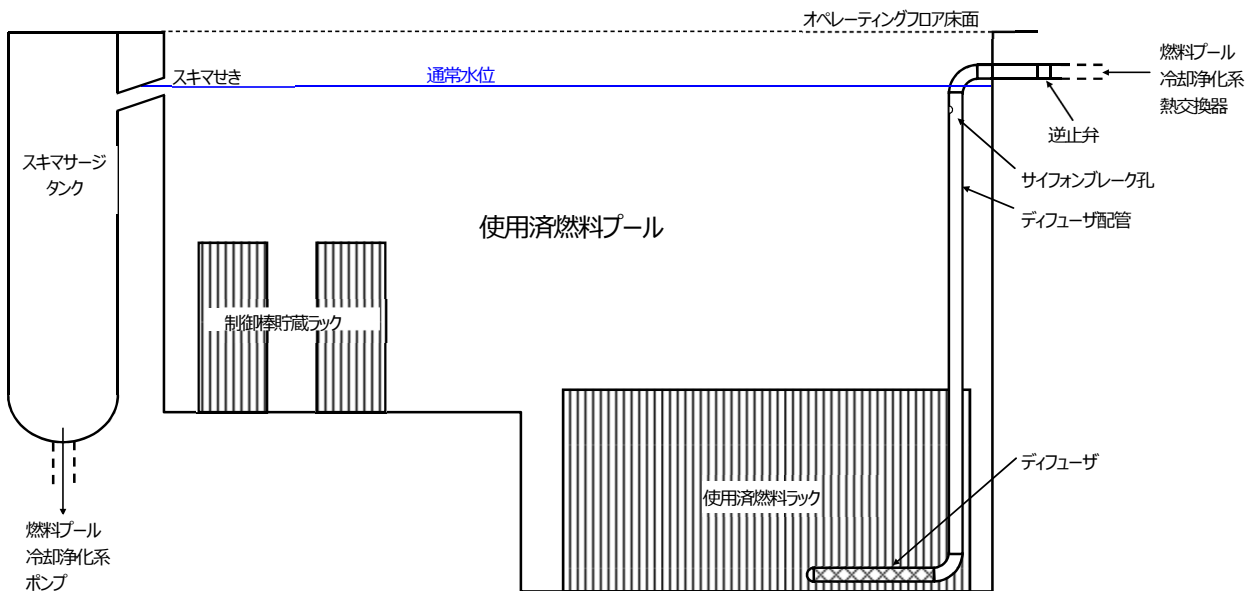 オペレーティングフロア床面
スキマせき
通常水位
燃料プール
冷却浄化系
熱交換器
逆止弁
スキマサージ
タンク
サイフォンブレーク孔
ディフューザ配管
使用済燃料プール
制御棒貯蔵ラック
ディフューザ
使用済燃料ラック
燃料プール
冷却浄化系
ポンプ